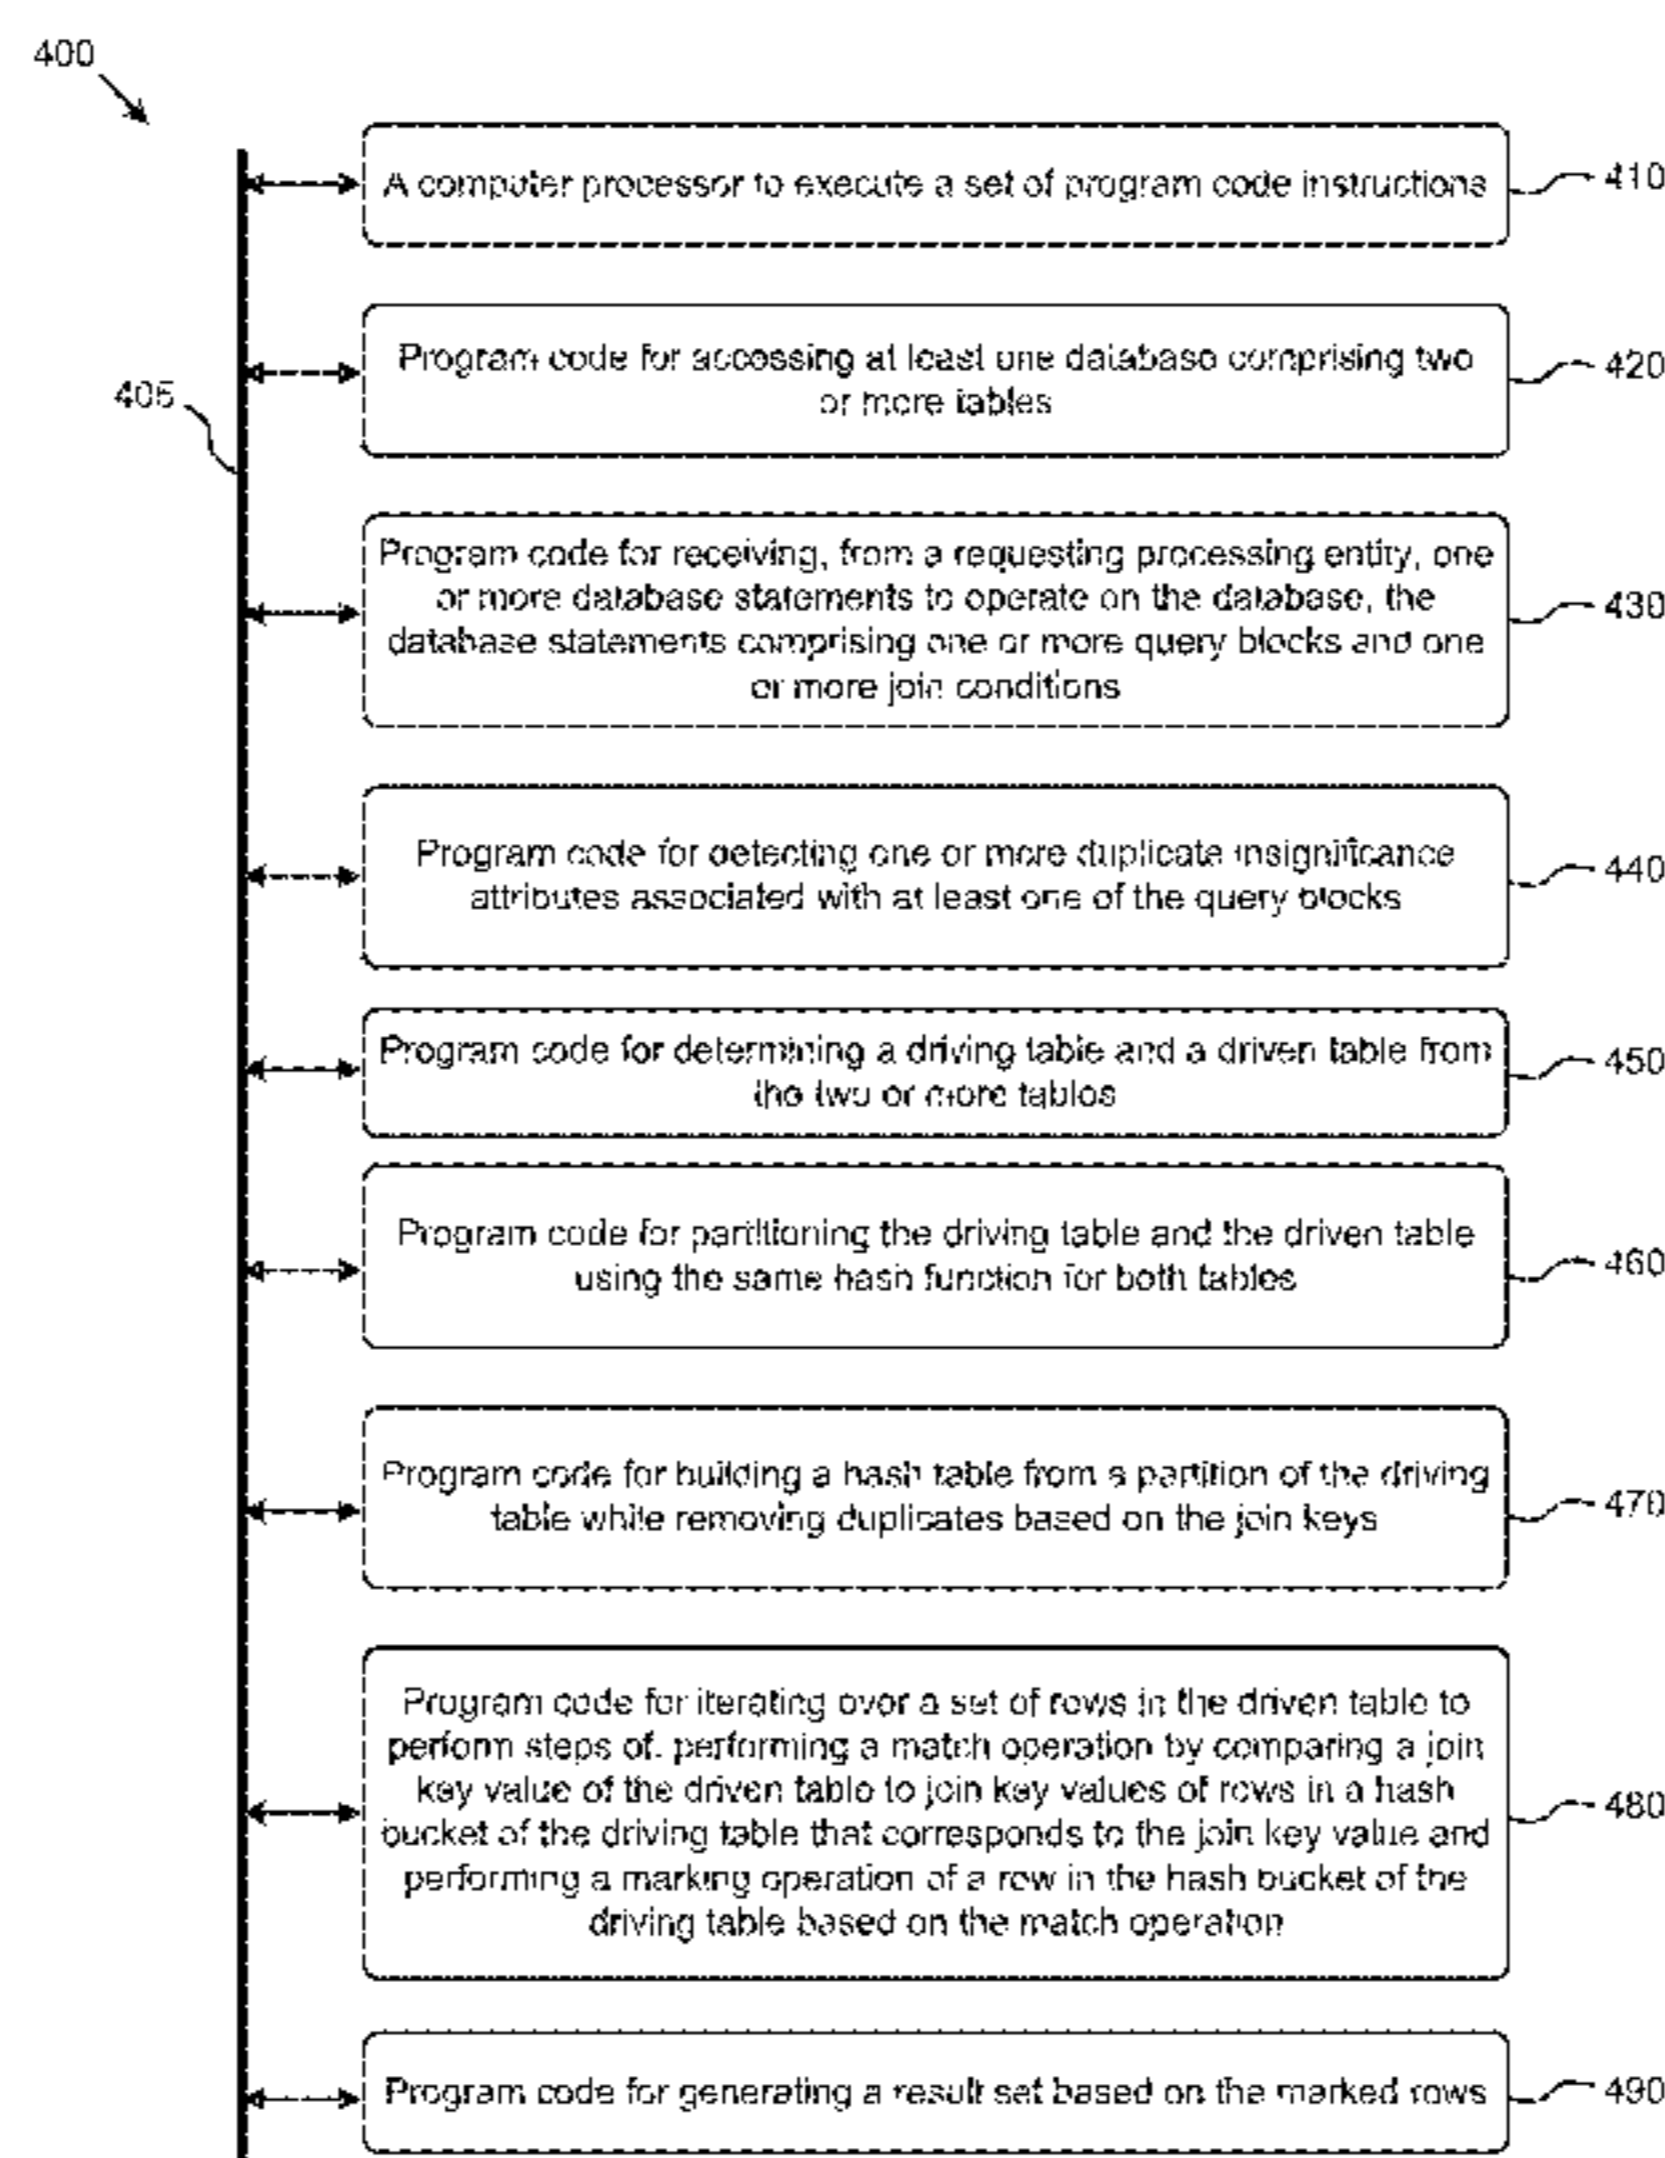 400
A computer processor to execute a set of program code instructions
410
Program code for accessing at least one database comprising two
or more tables
420
405
Program code for receiving, from a requesting processing entity, one
or more database statements to operate on the database, the
database statements comprising one or more query blocks and one
or more join conditions
430
Program code for detecting one or more duplicate insignificance
attributes associated with at least one of the query blocks
440
Program code for determining a driving table and a driven table from
the two or more tables
450
Program code for partitioning the driving table and the driven table
using the same hash function for both tables
460
Program code for building a hash table from a partition of the driving
table while removing duplicates based on the join keys
470
Program code for iterating over a set of rows in the driven table to
perform steps of, performing a match operation by comparing a join
key value of the driven table to join key values of rows in a hash
bucket of the driving table that corresponds to the join key value and
performing a marking operation of a row in the hash bucket of the
driving table based on the match operation
480
Program code for generating a result set based on the marked rows
490